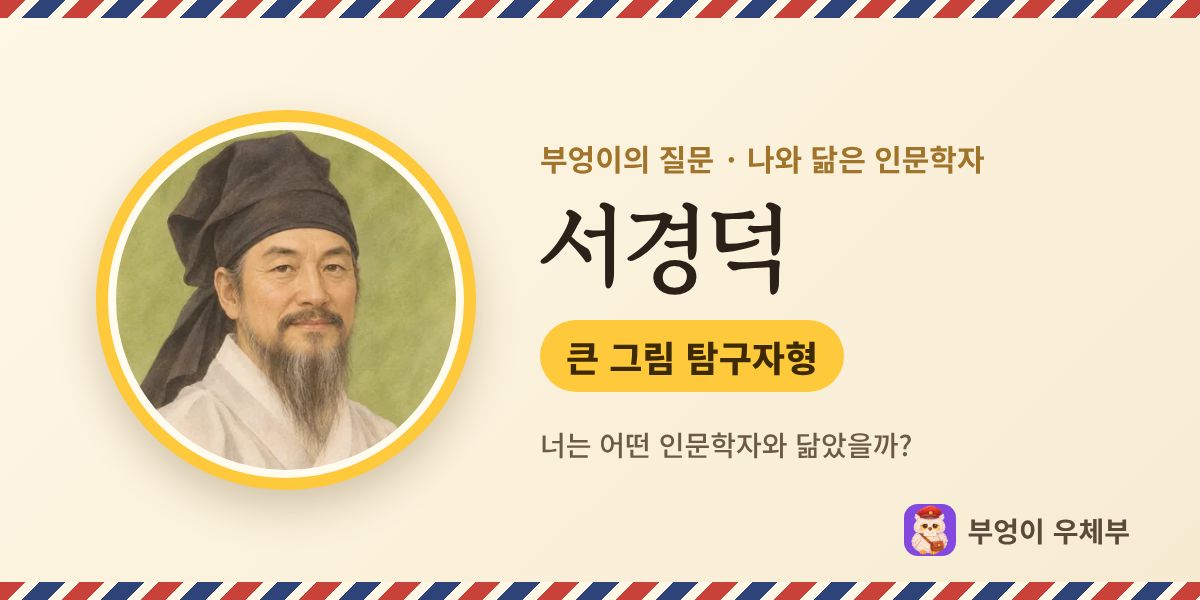 부엉이의 질문 · 나와 닮은 인문학자
서경덕
큰 그림 탐구자형
너는 어떤 인문학자와 닮았을까?
부엉이 우체부